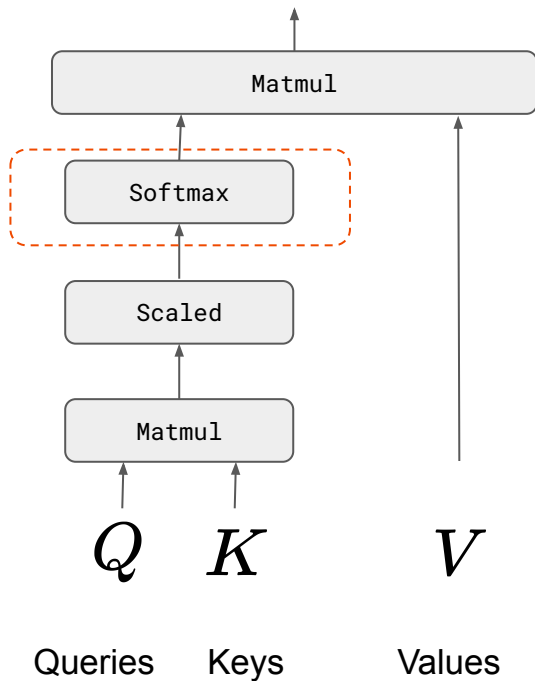 Matmul
Softmax
Scaled
Matmul
Q K V
Queries Keys Values